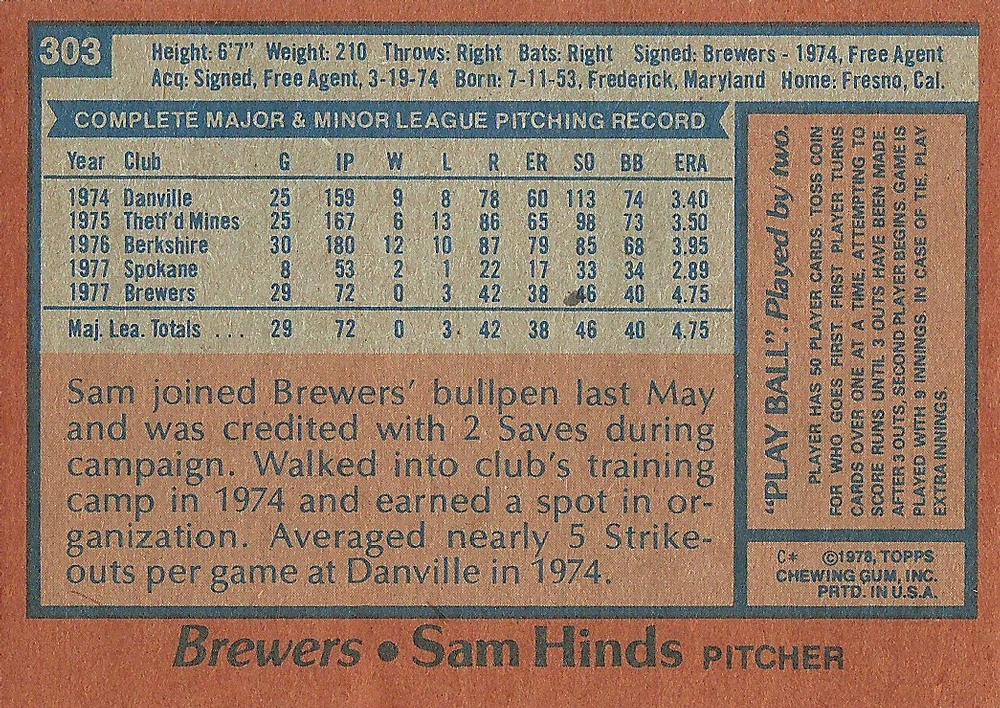 303
Height: 6'7" Weight: 210 Throws: Right Bats: Right Signed: Brewers - 1974, Free Agent
Acq: Signed, Free Agent, 3-19-74 Born: 7-11-53, Frederick, Maryland Home: Fresno, Cal.
COMPLETE MAJOR & MINOR LEAGUE PITCHING RECORD
Year Club G IP W L R ER SO BB ERA
1974 Danville 25 159 9 8 78 60 113 74 3.40
1975 Thetf'd Mines 25 167 6 13 86 65 98 73 3.50
1976 Berkshire 30 180 12 10 87 79 85 68 3.95
1977 Spokane 8 53 2 1 22 17 33 34 2.89
1977 Brewers 29 72 0 3 42 38 46 40 4.75
Maj. Lea. Totals ... 29 72 0 3 42 38 46 40 4.75
Sam joined Brewers' bullpen last May
and was credited with 2 Saves during
campaign. Walked into club's training
camp in 1974 and earned a spot in or-
ganization. Averaged nearly 5 Strike-
outs per game at Danville in 1974.
"PLAY BALL". Played by two.
PLAYER HAS 50 PLAYER CARDS. TOSS COIN
FOR WHO GOES FIRST. FIRST PLAYER TURNS
CARDS OVER ONE AT A TIME, ATTEMPTING TO
SCORE RUNS UNTIL 3 OUTS HAVE BEEN MADE.
AFTER 3 OUTS, SECOND PLAYER BEGINS. GAME IS
PLAYED WITH 9 INNINGS. IN CASE OF TIE, PLAY
EXTRA INNINGS.
C* ©1978, TOPPS
CHEWING GUM, INC.
PRTD. IN U.S.A.
Brewers • Sam Hinds PITCHER